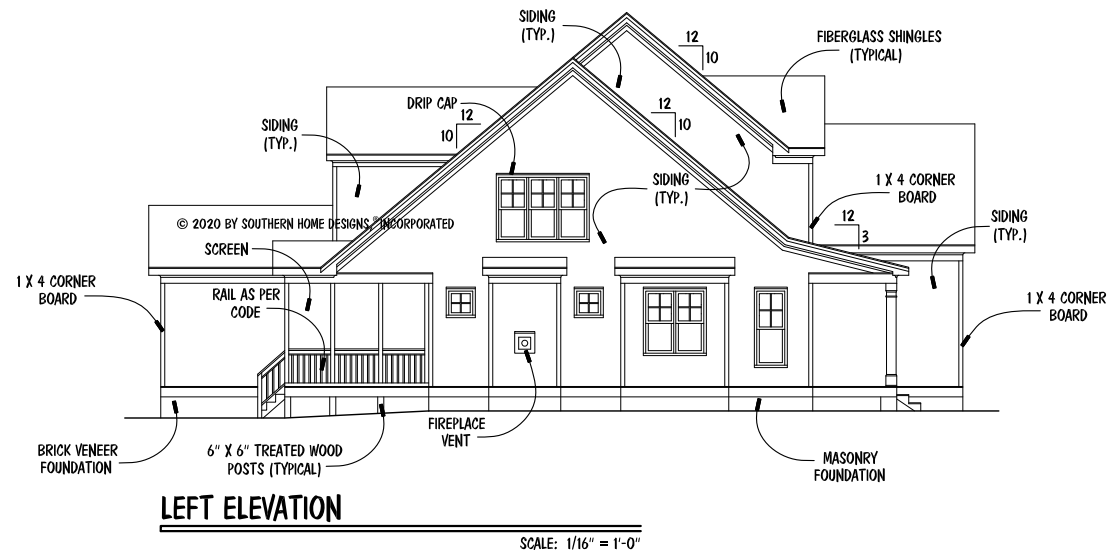 SIDING
(TYP.)
12
10
FIBERGLASS SHINGLES
(TYPICAL)
DRIP CAP
12
10
12
10
SIDING
(TYP.)
SIDING
(TYP.)
1 X 4 CORNER
BOARD
© 2020 BY SOUTHERN HOME DESIGNS,® INCORPORATED
12
3
SIDING
(TYP.)
SCREEN
1 X 4 CORNER
BOARD
RAIL AS PER
CODE
1 X 4 CORNER
BOARD
BRICK VENEER
FOUNDATION
6" X 6" TREATED WOOD
POSTS (TYPICAL)
FIREPLACE
VENT
MASONRY
FOUNDATION
LEFT ELEVATION
SCALE: 1/16" = 1'-0"